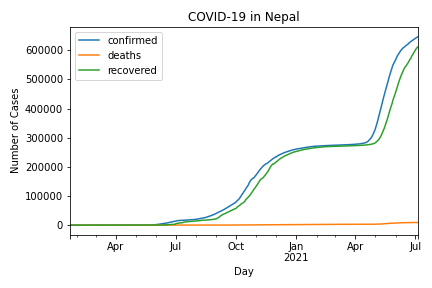 COVID-19 in Nepal
confirmed
deaths
recovered
Number of Cases
600000
500000
400000
300000
200000
100000
0
Apr
Jul
Oct
Jan
2021
Apr
Jul
Day